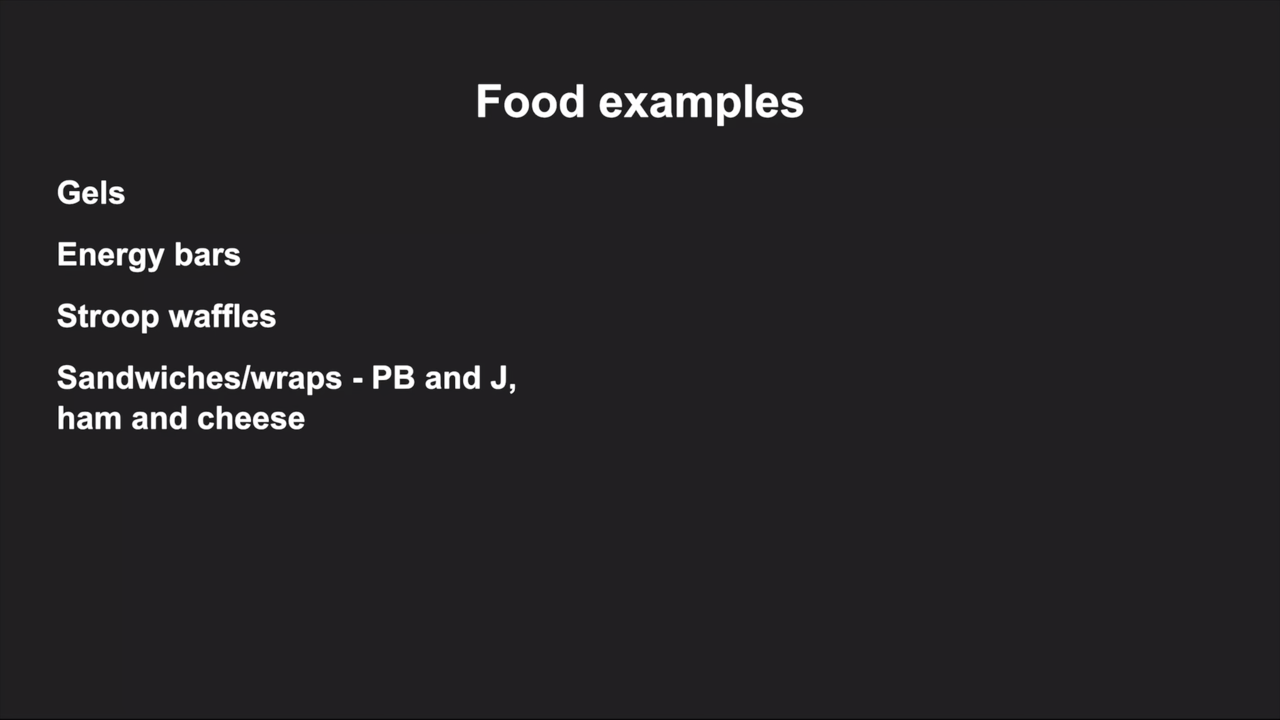 Food examples
Gels
Energy bars
Stroop waffles
Sandwiches/wraps - PB and J,
ham and cheese